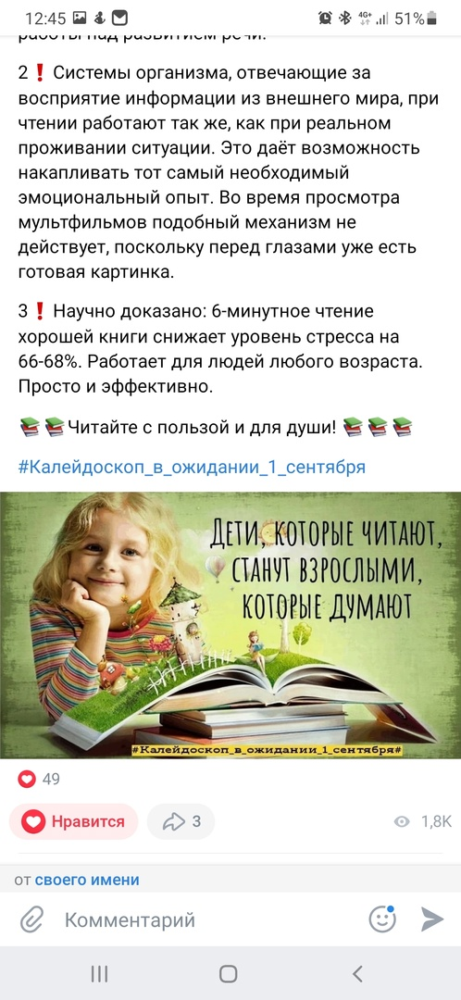 12:45
4G+
51%
работы над развитием речи.
2❗ Системы организма, отвечающие за
восприятие информации из внешнего мира, при
чтении работают так же, как при реальном
проживании ситуации. Это даёт возможность
накапливать тот самый необходимый
эмоциональный опыт. Во время просмотра
мультфильмов подобный механизм не
действует, поскольку перед глазами уже есть
готовая картинка.
3❗ Научно доказано: 6-минутное чтение
хорошей книги снижает уровень стресса на
66-68%. Работает для людей любого возраста.
Просто и эффективно.
📚📚Читайте с пользой и для души! 📚📚📚
#Калейдоскоп_в_ожидании_1_сентября
Дети, которые читают,
станут взрослыми,
которые думают
#Калейдоскоп_в_ожидании_1_сентября#
49
Нравится
3
1,8K
от своего имени
Комментарий